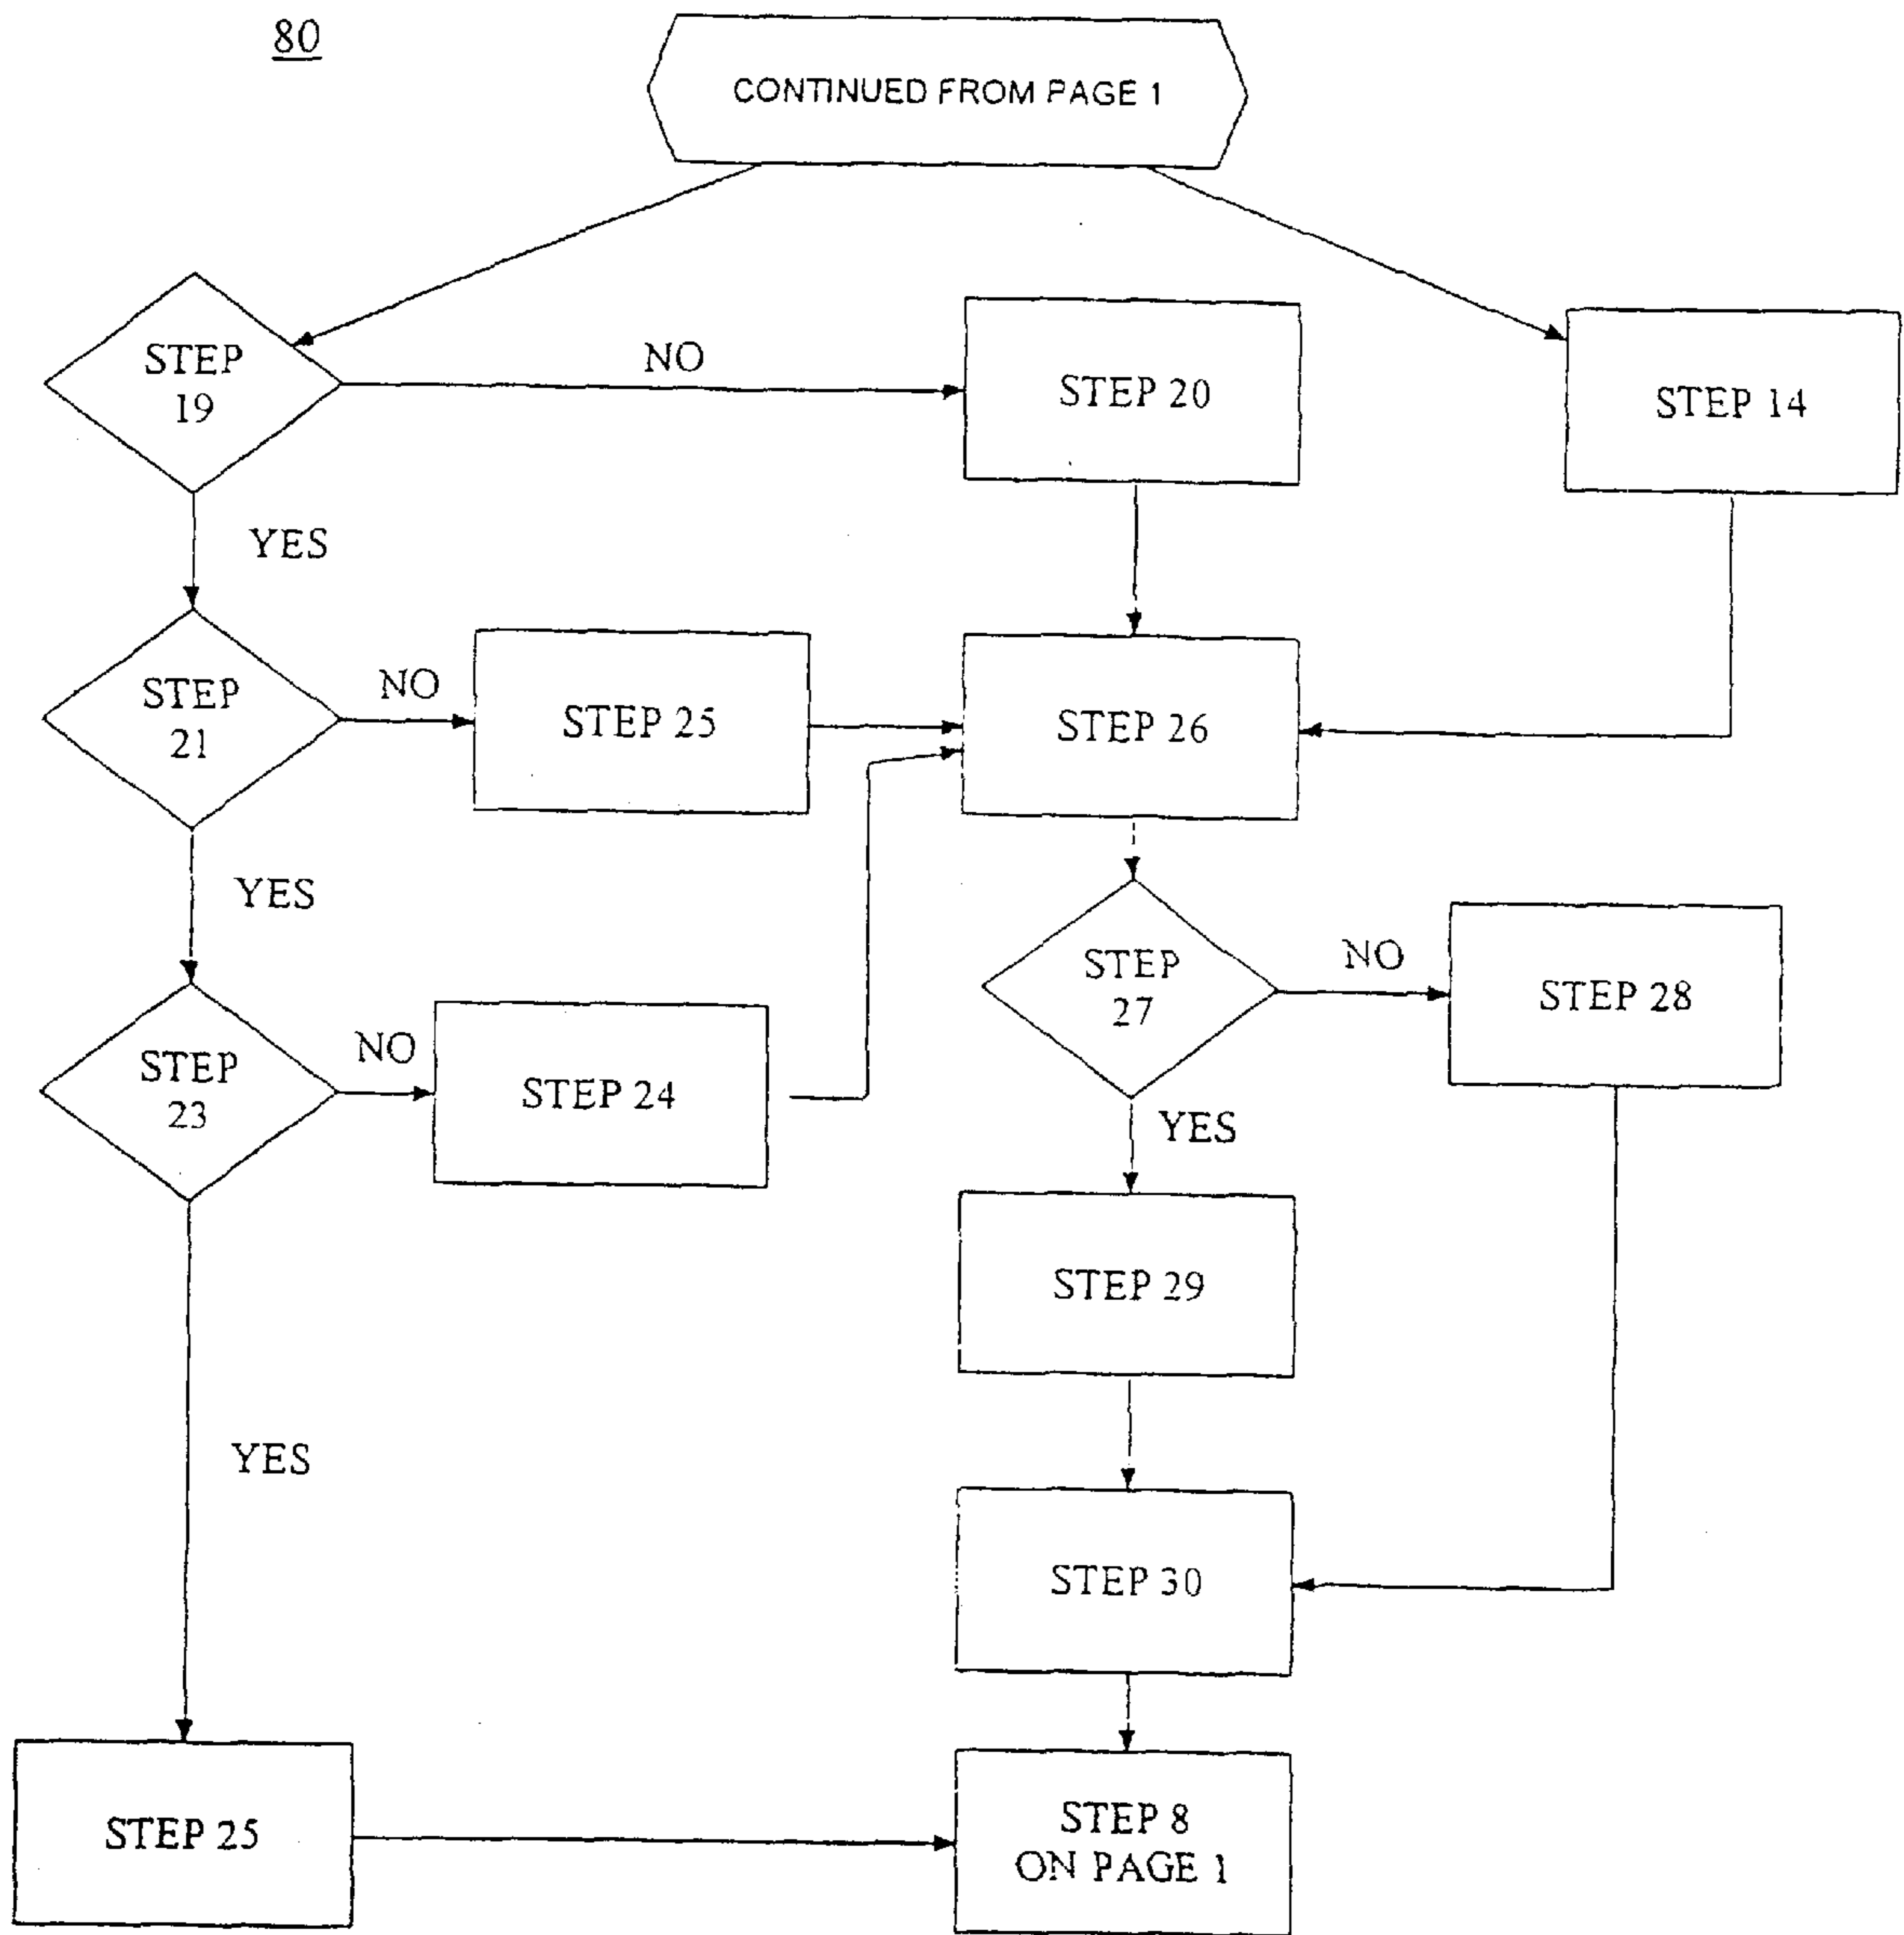 80
CONTINUED FROM PAGE 1
STEP
19
NO
STEP 20
STEP 14
YES
STEP
21
NO
STEP 25
STEP 26
YES
STEP
27
NO
STEP 28
STEP
23
NO
STEP 24
YES
STEP 29
YES
STEP 30
STEP 25
STEP 8
ON PAGE 1